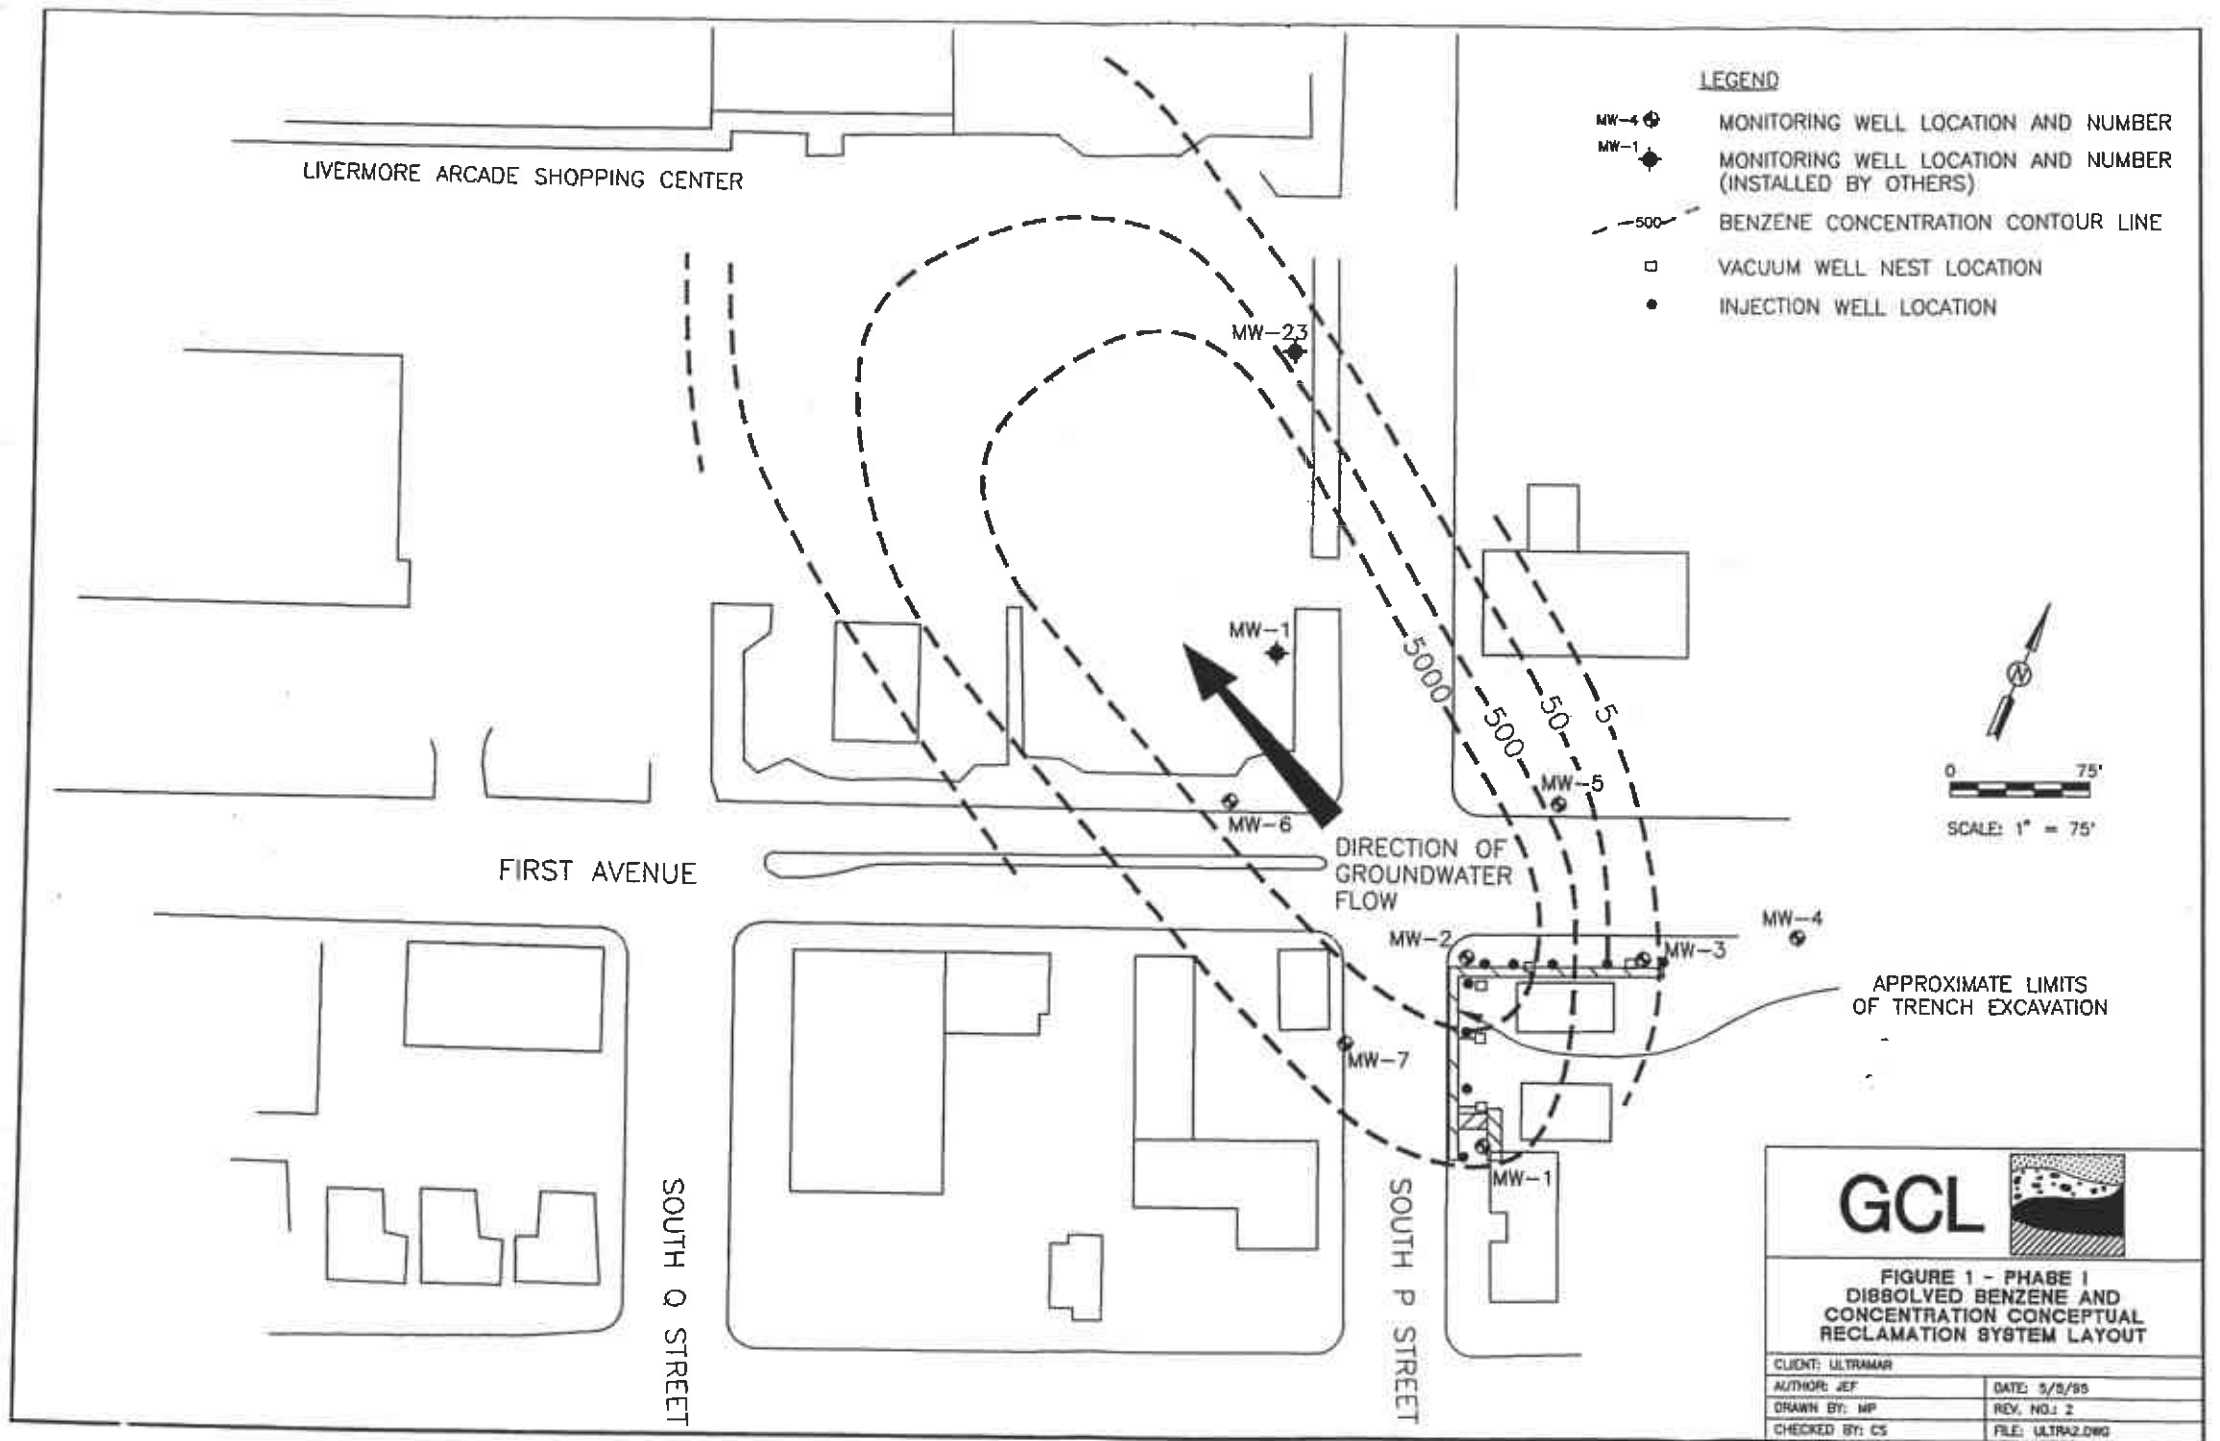 LEGEND
MW-4 MONITORING WELL LOCATION AND NUMBER
MW-1 MONITORING WELL LOCATION AND NUMBER
(INSTALLED BY OTHERS)
500 BENZENE CONCENTRATION CONTOUR LINE
VACUUM WELL NEST LOCATION
INJECTION WELL LOCATION
LIVERMORE ARCADE SHOPPING CENTER
MW-23
MW-1
5000
500
50
5
N
0 75'
SCALE: 1" = 75'
MW-5
MW-6
DIRECTION OF
GROUNDWATER
FLOW
FIRST AVENUE
MW-2
MW-3
MW-4
APPROXIMATE LIMITS
OF TRENCH EXCAVATION
MW-7
MW-1
SOUTH Q STREET
SOUTH P STREET
GCL
FIGURE 1 - PHASE I
DISSOLVED BENZENE AND
CONCENTRATION CONCEPTUAL
RECLAMATION SYSTEM LAYOUT
CLIENT: ULTRAMAR
AUTHOR: JEF DATE: 5/5/95
DRAWN BY: MP REV. NO.: 2
CHECKED BY: CS FILE: ULTRA2.DWG